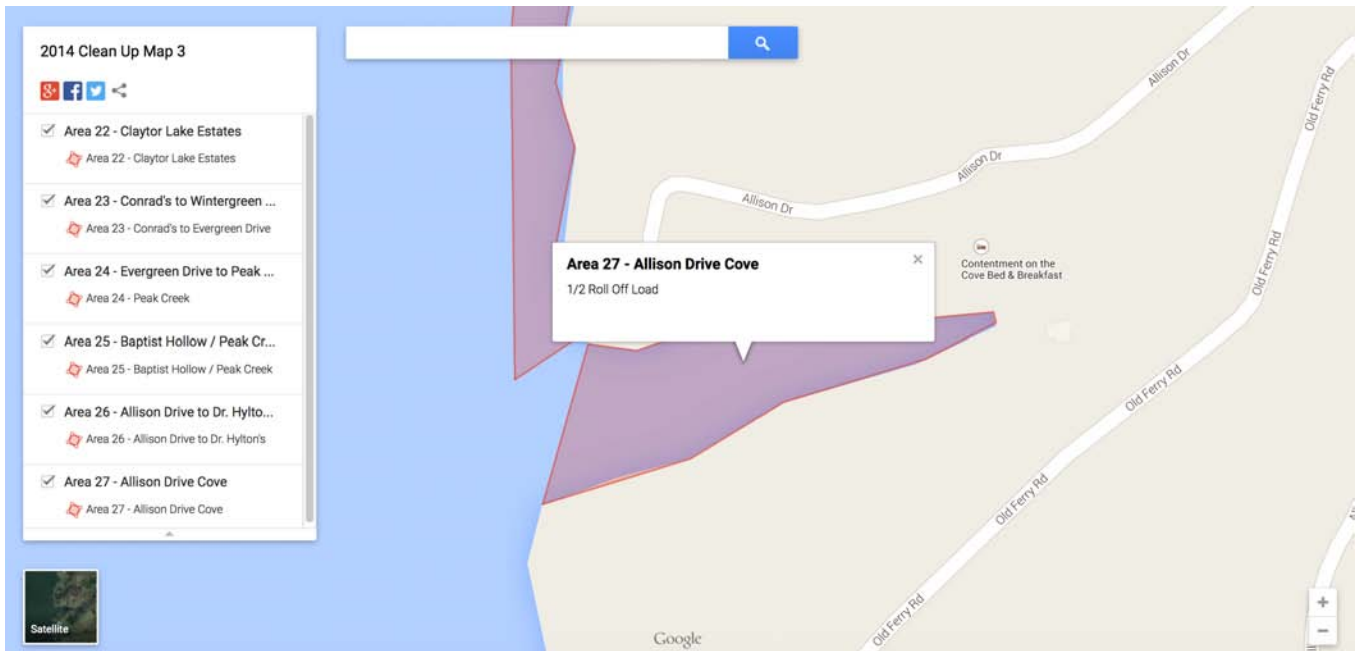 2014 Clean Up Map 3
Area 22 - Claytor Lake Estates
Area 22 - Claytor Lake Estates
Area 23 - Conrad's to Wintergreen ...
Area 23 - Conrad's to Evergreen Drive
Area 24 - Evergreen Drive to Peak ...
Area 24 - Peak Creek
Area 25 - Baptist Hollow / Peak Cr...
Area 25 - Baptist Hollow / Peak Creek
Area 26 - Allison Drive to Dr. Hylto...
Area 26 - Allison Drive to Dr. Hylton's
Area 27 - Allison Drive Cove
Area 27 - Allison Drive Cove
Satellite
Allison Dr
Old Ferry Rd
Allison Dr
Allison Dr
Old Ferry Rd
Area 27 - Allison Drive Cove
1/2 Roll Off Load
Contentment on the
Cove Bed & Breakfast
Old Ferry Rd
Old Ferry Rd
Old Ferry Rd
Google